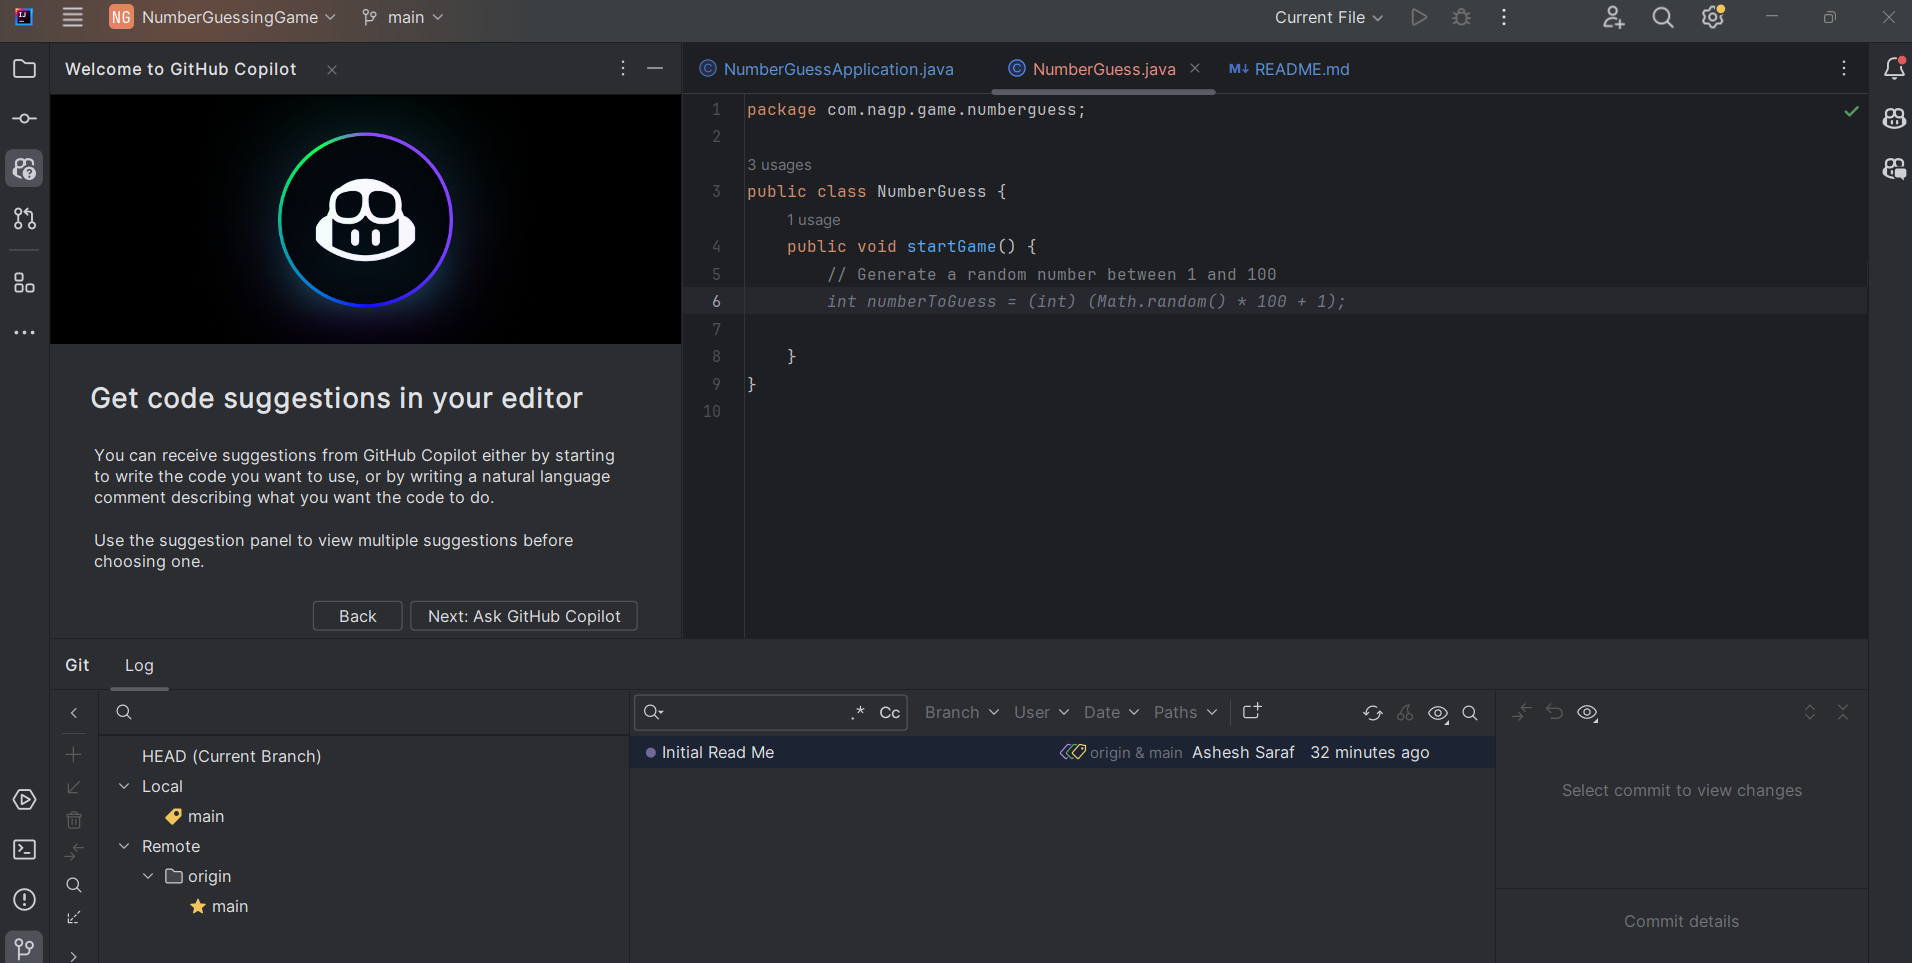 NG NumberGuessingGame main Current File
Welcome to GitHub Copilot
Get code suggestions in your editor
You can receive suggestions from GitHub Copilot either by starting
to write the code you want to use, or by writing a natural language
comment describing what you want the code to do.
Use the suggestion panel to view multiple suggestions before
choosing one.
Back Next: Ask GitHub Copilot
NumberGuessApplication.java NumberGuess.java README.md
1 package com.nagp.game.numberguess;
2
3 usages
3 public class NumberGuess {
1 usage
4 public void startGame() {
5 // Generate a random number between 1 and 100
6 int numberToGuess = (int) (Math.random() * 100 + 1);
7
8 }
9 }
10
Git Log
.* Cc Branch User Date Paths
HEAD (Current Branch)
Local
main
Remote
origin
main
Initial Read Me origin & main Ashesh Saraf 32 minutes ago
Select commit to view changes
Commit details